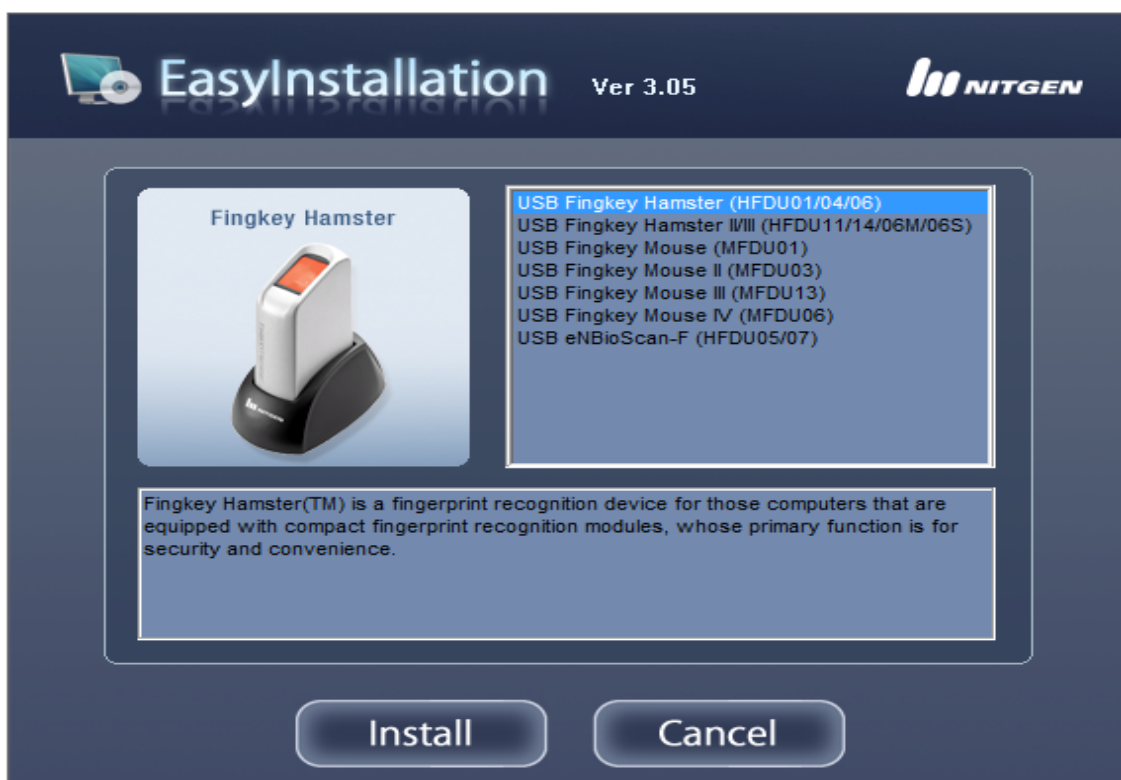 EasyInstallation Ver 3.05 NITGEN
Fingkey Hamster
USB Fingkey Hamster (HFDU01/04/06)
USB Fingkey Hamster II/III (HFDU11/14/06M/06S)
USB Fingkey Mouse (MFDU01)
USB Fingkey Mouse II (MFDU03)
USB Fingkey Mouse III (MFDU13)
USB Fingkey Mouse IV (MFDU06)
USB eNBioScan-F (HFDU05/07)
NITGEN
Fingkey Hamster(TM) is a fingerprint recognition device for those computers that are
equipped with compact fingerprint recognition modules, whose primary function is for
security and convenience.
Install Cancel